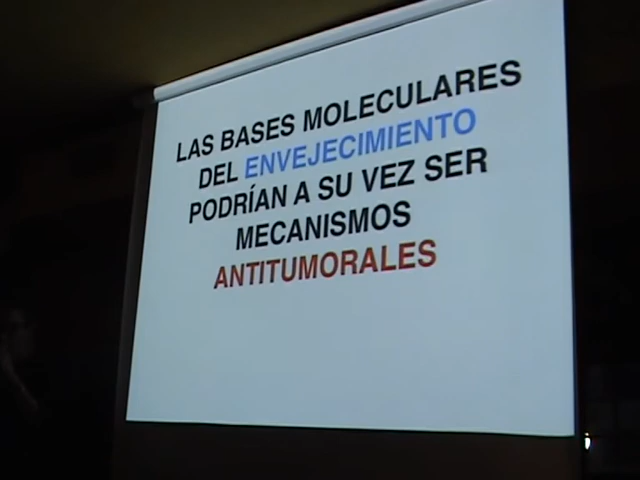 LAS BASES MOLECULARES
DEL ENVEJECIMIENTO
PODRÍAN A SU VEZ SER
MECANISMOS
ANTITUMORALES